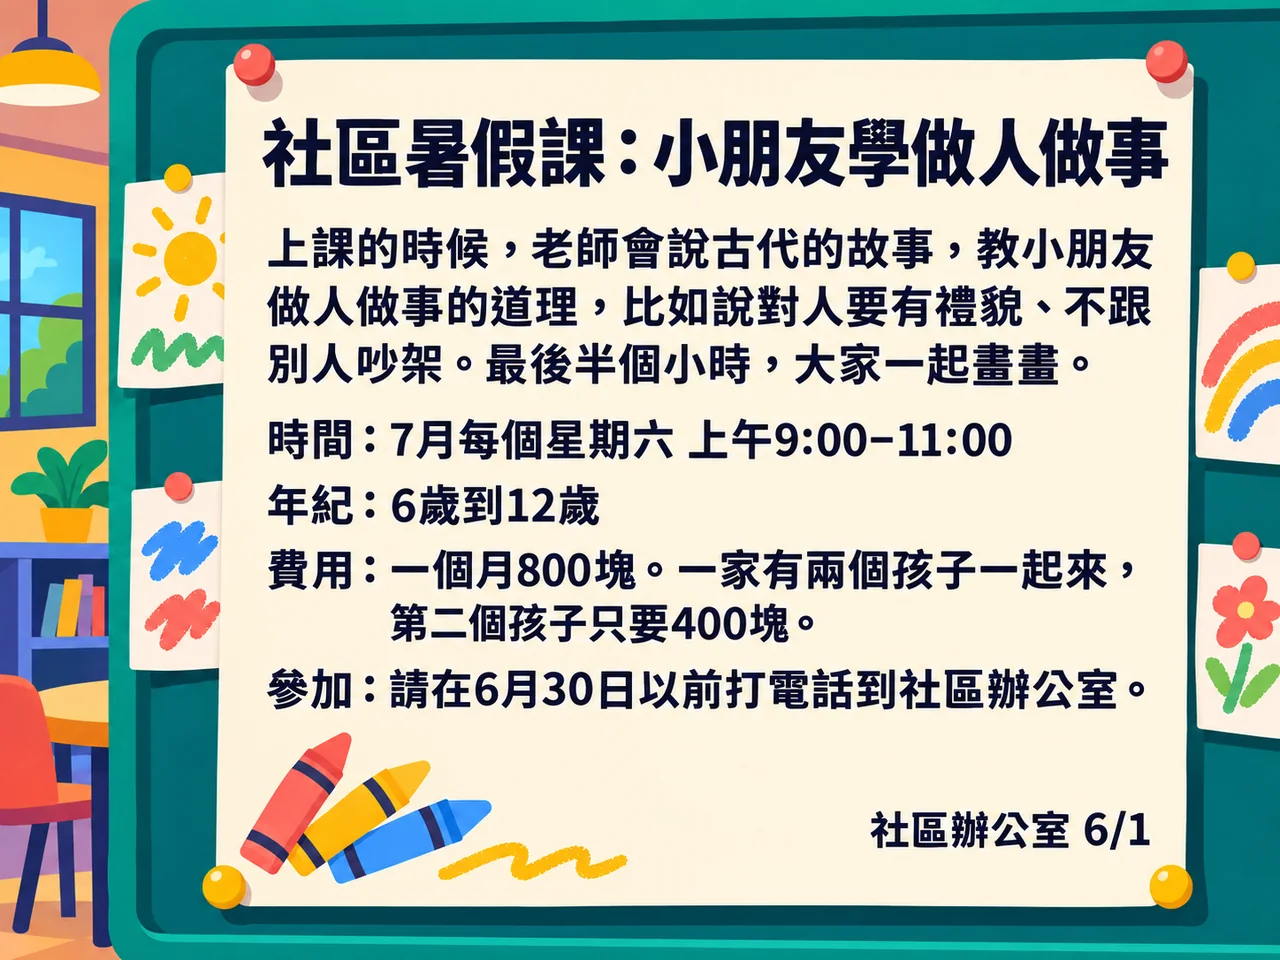 社區暑假課：小朋友學做人做事
上課的時候，老師會說古代的故事，教小朋友
做人做事的道理，比如說對人要有禮貌、不跟
別人吵架。最後半個小時，大家一起畫畫。
時間：7月每個星期六 上午9:00-11:00
年紀：6歲到12歲
費用：一個月800塊。一家有兩個孩子一起來，
第二個孩子只要400塊。
參加：請在6月30日以前打電話到社區辦公室。
社區辦公室 6/1